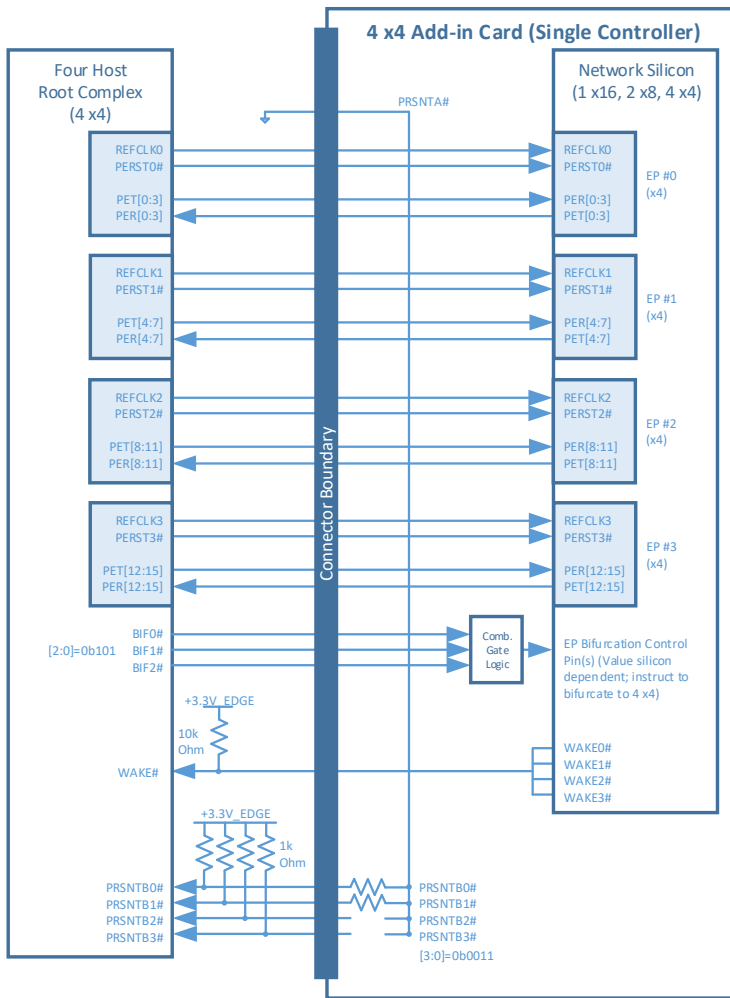 4 x4 Add-in Card (Single Controller)
Four Host
Root Complex
(4 x4)
Network Silicon
(1 x16, 2 x8, 4 x4)
PRSNTA#
REFCLK0
PERST0#
PET[0:3]
PER[0:3]
REFCLK0
PERST0#
PER[0:3]
PET[0:3]
EP #0
(x4)
REFCLK1
PERST1#
PET[4:7]
PER[4:7]
REFCLK1
PERST1#
PER[4:7]
PET[4:7]
EP #1
(x4)
REFCLK2
PERST2#
PET[8:11]
PER[8:11]
REFCLK2
PERST2#
PER[8:11]
PET[8:11]
EP #2
(x4)
REFCLK3
PERST3#
PET[12:15]
PER[12:15]
REFCLK3
PERST3#
PER[12:15]
PET[12:15]
EP #3
(x4)
Connector Boundary
[2:0]=0b101
BIF0#
BIF1#
BIF2#
Comb.
Gate
Logic
EP Bifurcation Control
Pin(s) (Value silicon
dependent; instruct to
bifurcate to 4 x4)
+3.3V_EDGE
10k
Ohm
WAKE#
WAKE0#
WAKE1#
WAKE2#
WAKE3#
+3.3V_EDGE
1k
Ohm
PRSNTB0#
PRSNTB1#
PRSNTB2#
PRSNTB3#
PRSNTB0#
PRSNTB1#
PRSNTB2#
PRSNTB3#
[3:0]=0b0011